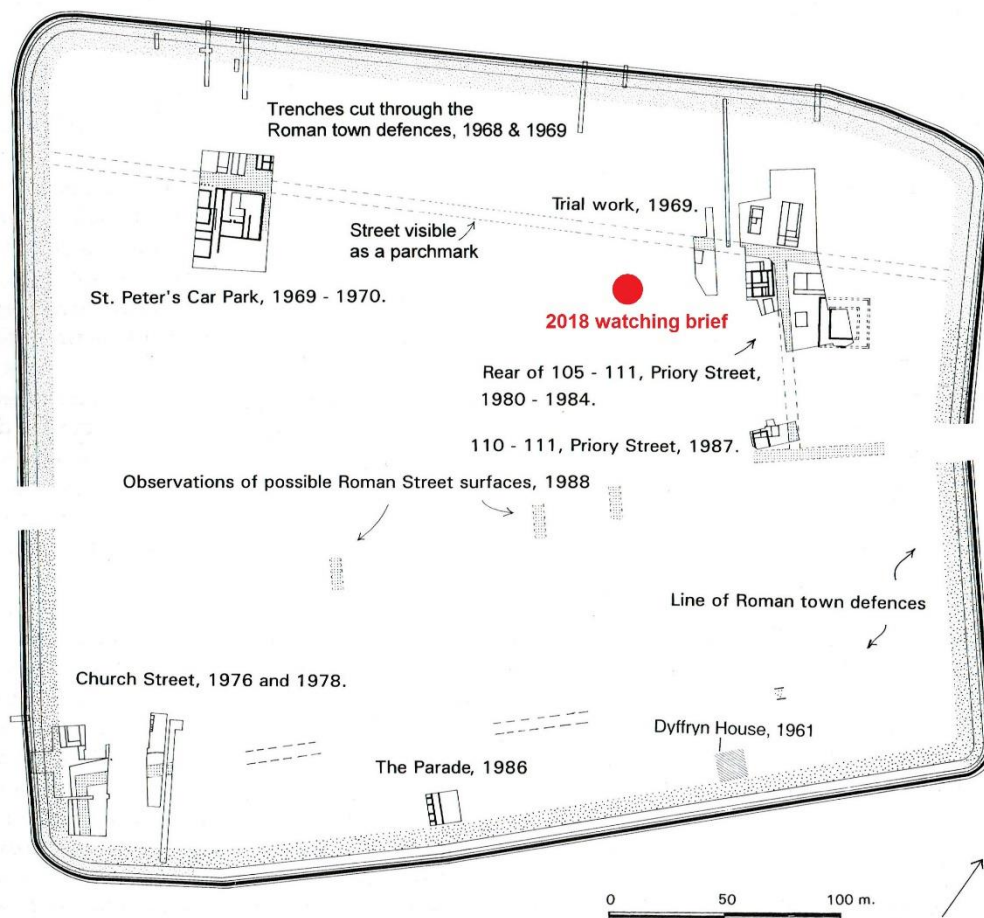 Trenches cut through the
Roman town defences, 1968 & 1969
Trial work, 1969.
Street visible
as a parchmark
St. Peter's Car Park, 1969 - 1970.
2018 watching brief
Rear of 105 - 111, Priory Street,
1980 - 1984.
110 - 111, Priory Street, 1987.
Observations of possible Roman Street surfaces, 1988
Line of Roman town defences
Church Street, 1976 and 1978.
Dyffryn House, 1961
The Parade, 1986
0 50 100 m.